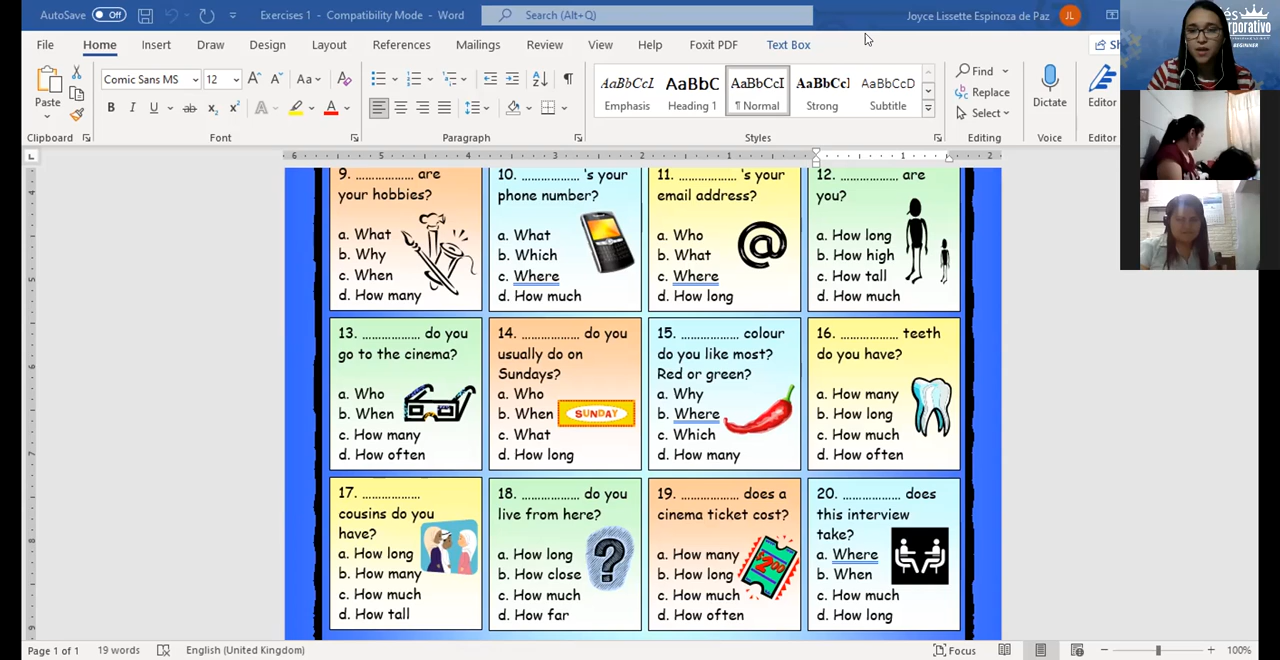 AutoSave Off
Exercises 1 - Compatibility Mode - Word
Search (Alt+Q)
Joyce Lissette Espinoza de Paz
JL
File Home Insert Draw Design Layout References Mailings Review View Help Foxit PDF Text Box
Paste
Comic Sans MS 12
Clipboard
Font
Paragraph
AaBbCcI AaBbC AaBbCcI AaBbCcI AaBbCcD
Emphasis Heading 1 ¶ Normal Strong Subtitle
Styles
Find
Replace
Select
Editing
Dictate
Voice
Editor
Editor
BEGINNER
6 5 4 3 2 1 1 2
9. .................. are
your hobbies?
a. What
b. Why
c. When
d. How many
10. .................. 's your
phone number?
a. What
b. Which
c. Where
d. How much
11. .................. 's your
email address?
a. Who
b. What
c. Where
d. How long
@
12. .................. are
you?
a. How long
b. How high
c. How tall
d. How much
13. .................. do you
go to the cinema?
a. Who
b. When
c. How many
d. How often
14. .................. do you
usually do on
Sundays?
a. Who
b. When
c. What
d. How long
SUNDAY
15. .................. colour
do you like most?
Red or green?
a. Why
b. Where
c. Which
d. How many
16. .................. teeth
do you have?
a. How many
b. How long
c. How much
d. How often
17. ..................
cousins do you
have?
a. How long
b. How many
c. How much
d. How tall
18. .................. do you
live from here?
a. How long
b. How close
c. How much
d. How far
?
19. .................. does a
cinema ticket cost?
a. How many
b. How long
c. How much
d. How often
$2.00
20. .................. does
this interview
take?
a. Where
b. When
c. How much
d. How long
Page 1 of 1 19 words English (United Kingdom)
Focus
100%